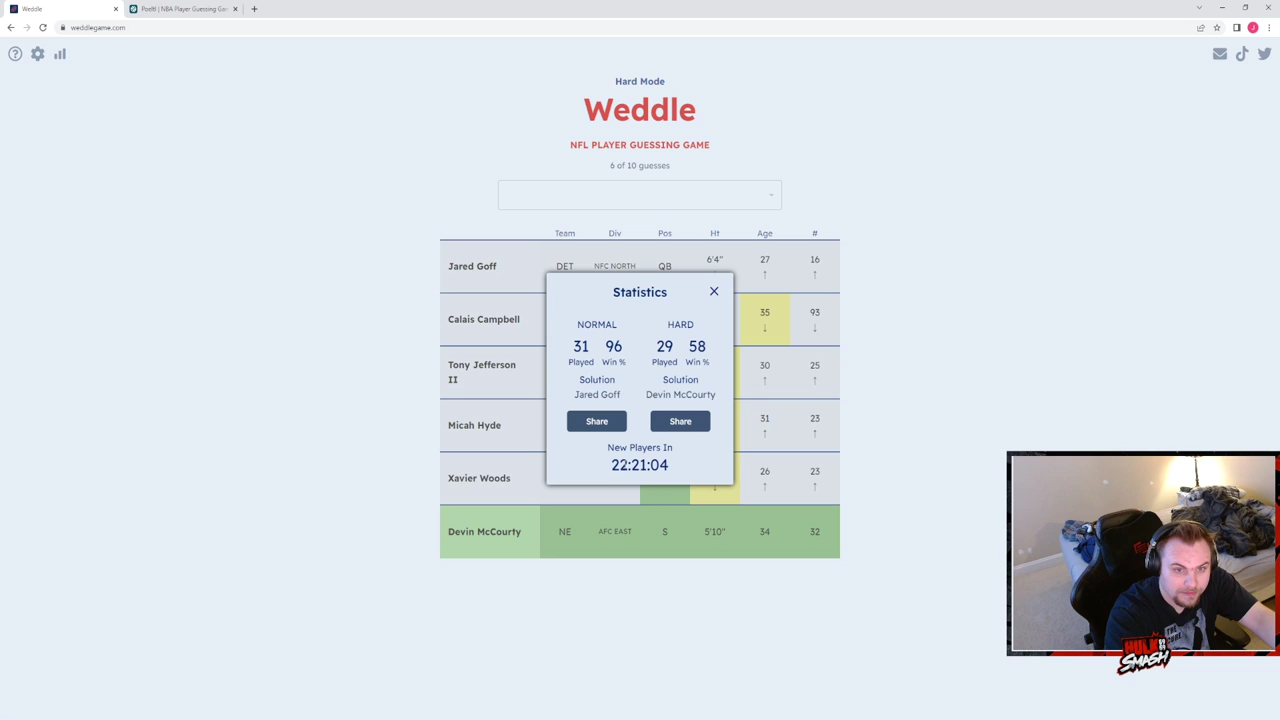 Weddle
Poeltl | NBA Player Guessing Ga
weddlegame.com
Hard Mode
Weddle
NFL PLAYER GUESSING GAME
6 of 10 guesses
Team Div Pos Ht Age #
Jared Goff DET NFC NORTH QB 6'4" 27 ↑ 16 ↑
Calais Campbell 35 ↓ 93 ↓
Tony Jefferson II 30 ↑ 25 ↑
Micah Hyde 31 ↑ 23 ↑
Xavier Woods ↓ 26 ↑ 23 ↑
Devin McCourty NE AFC EAST S 5'10" 34 32
Statistics
NORMAL HARD
31 96 29 58
Played Win % Played Win %
Solution Solution
Jared Goff Devin McCourty
Share Share
New Players In
22:21:04
J
THE
HULK
SMASH